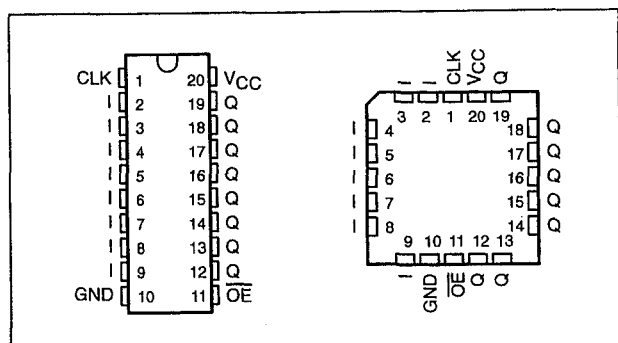 CLK 1 20 VCC
I 2 19 Q
I 3 18 Q
I 4 17 Q
I 5 16 Q
I 6 15 Q
I 7 14 Q
I 8 13 Q
I 9 12 Q
GND 10 11 O̅E̅
I I CLK VCC Q
3 2 1 20 19
I 4 18 Q
I 5 17 Q
I 6 16 Q
I 7 15 Q
I 8 14 Q
9 10 11 12 13
I GND O̅E̅ Q Q